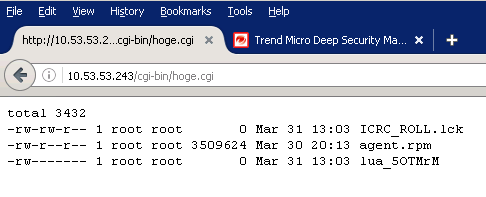 File Edit View History Bookmarks Tools Help
http://10.53.53.2...cgi-bin/hoge.cgi × Trend Micro Deep Security Ma... ×
10.53.53.243/cgi-bin/hoge.cgi
total 3432
-rw-rw-r-- 1 root root 0 Mar 31 13:03 ICRC_ROLL.lck
-rw-r--r-- 1 root root 3509624 Mar 30 20:13 agent.rpm
-rw------- 1 root root 0 Mar 31 13:03 lua_5OTMrM